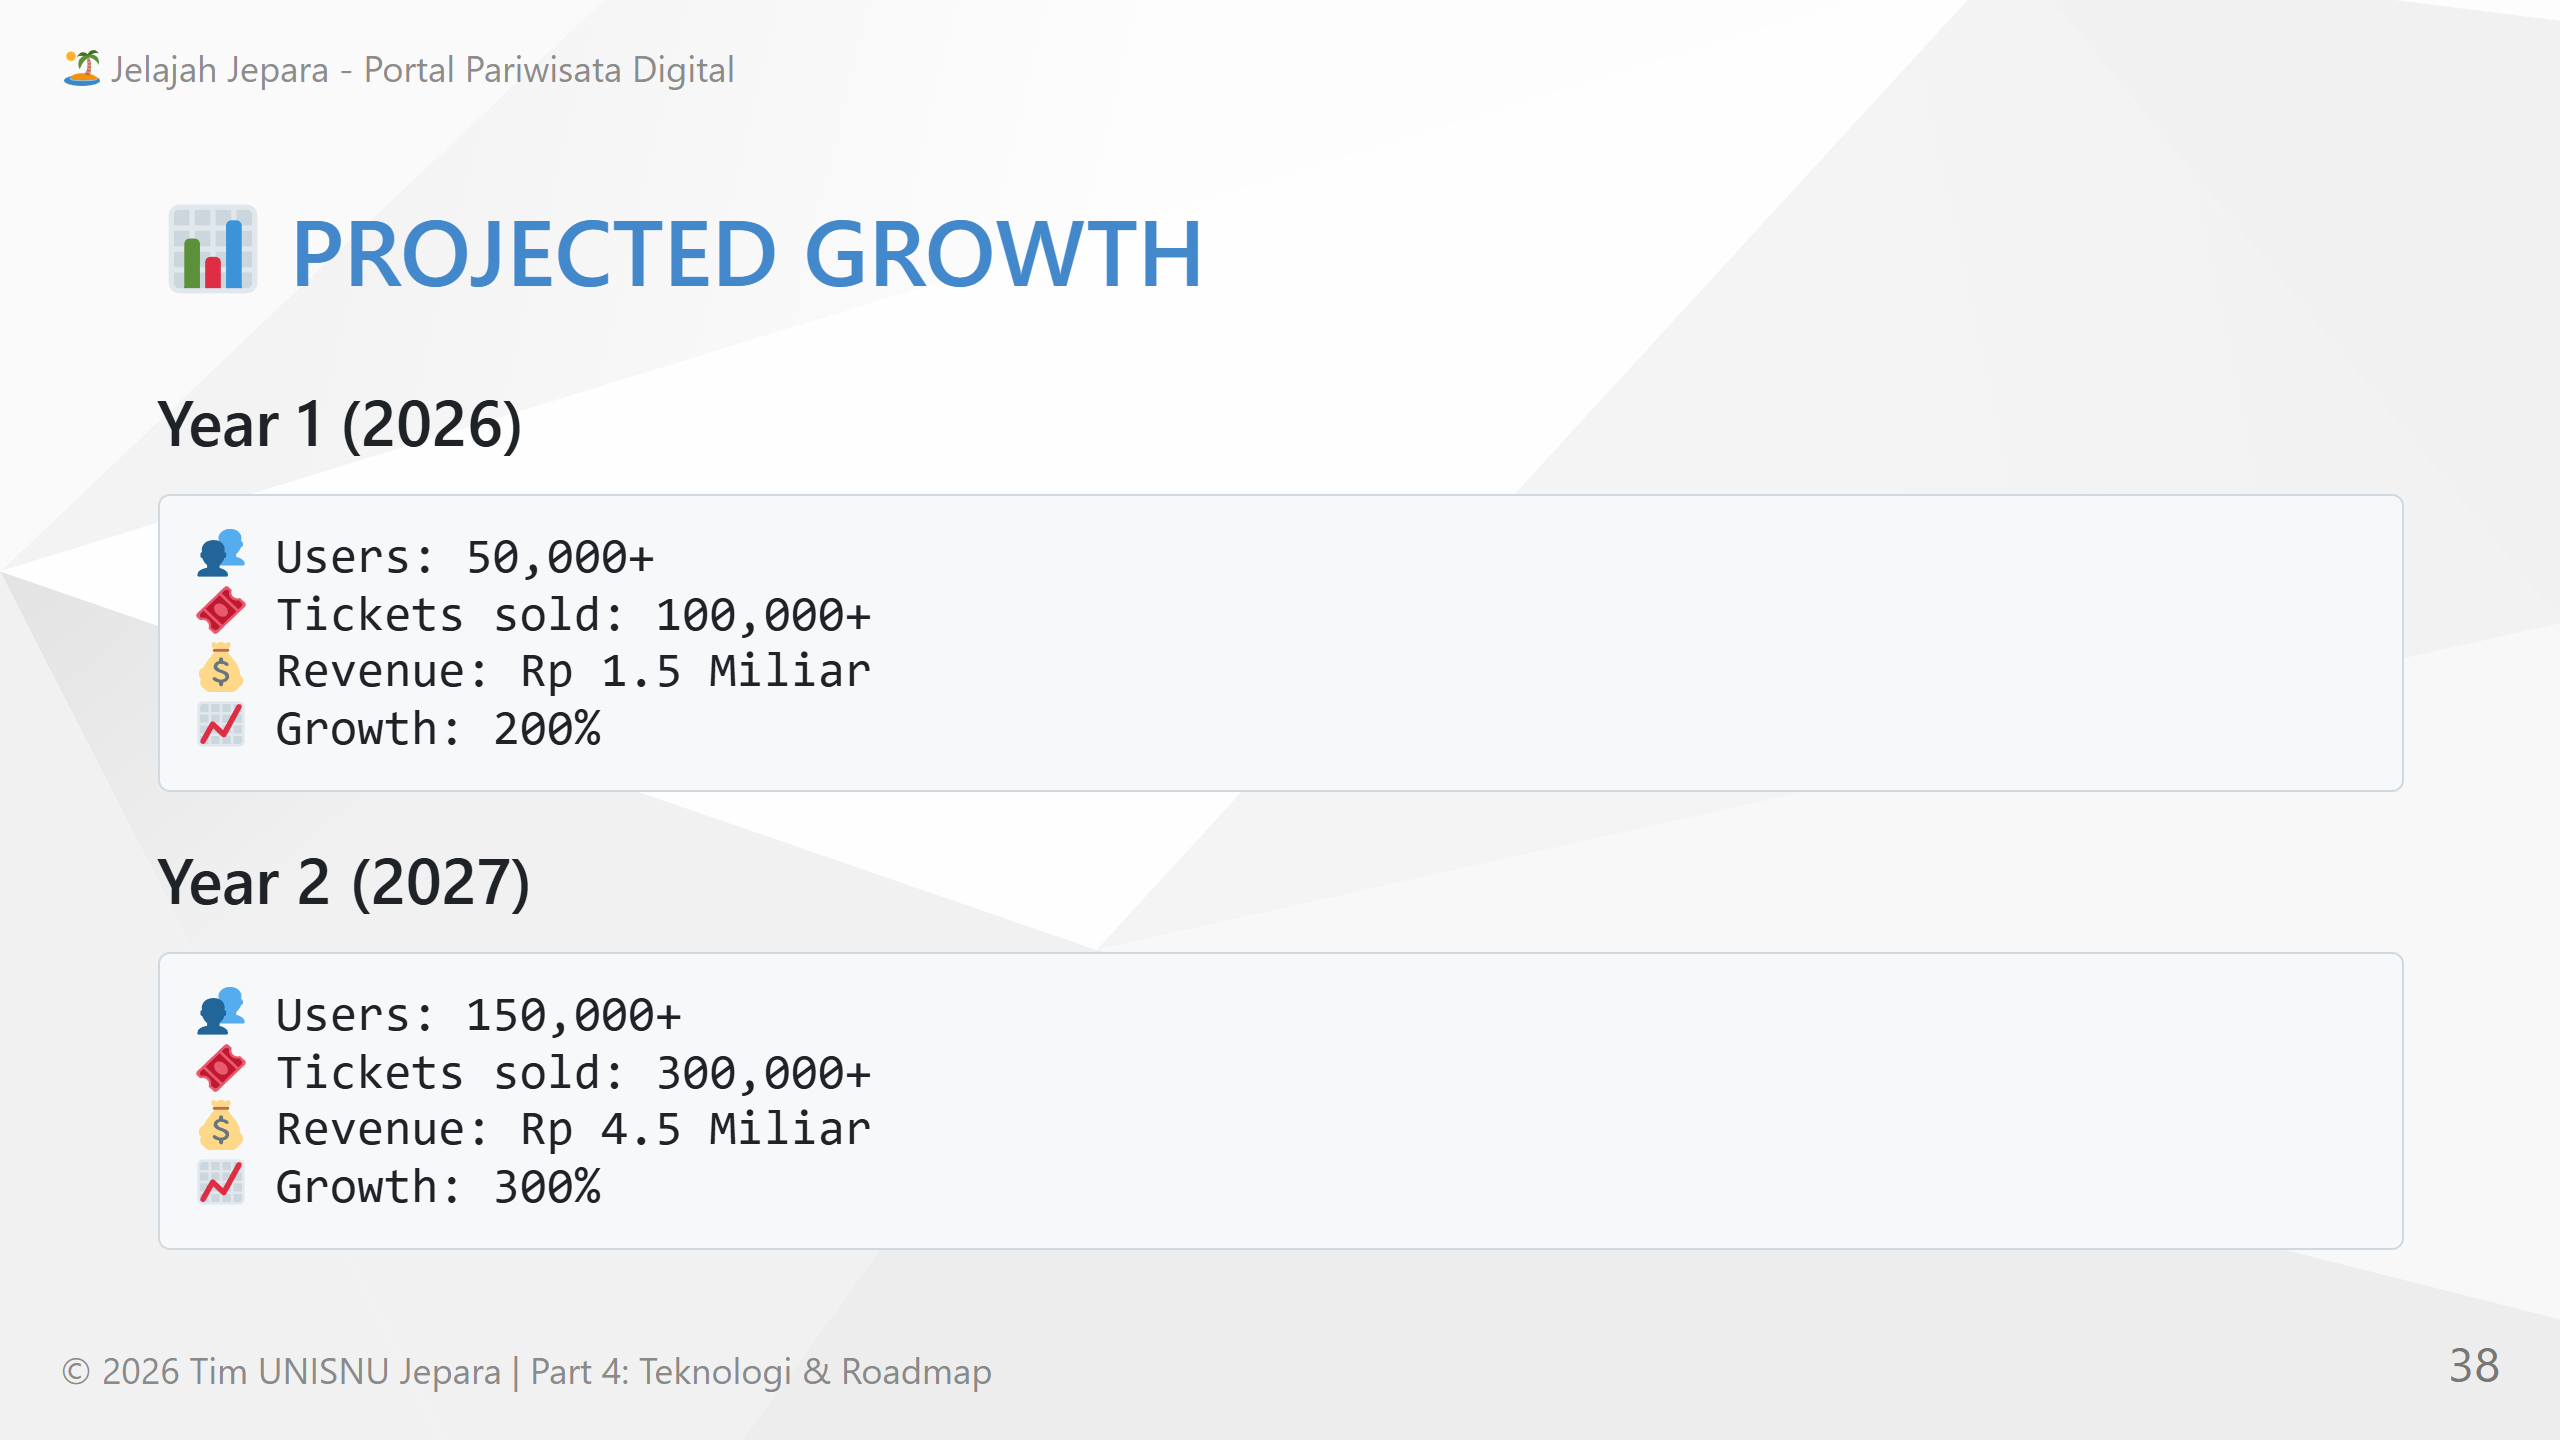 Jelajah Jepara - Portal Pariwisata Digital
PROJECTED GROWTH
Year 1 (2026)
Users: 50,000+
Tickets sold: 100,000+
Revenue: Rp 1.5 Miliar
Growth: 200%
Year 2 (2027)
Users: 150,000+
Tickets sold: 300,000+
Revenue: Rp 4.5 Miliar
Growth: 300%
© 2026 Tim UNISNU Jepara | Part 4: Teknologi & Roadmap
38